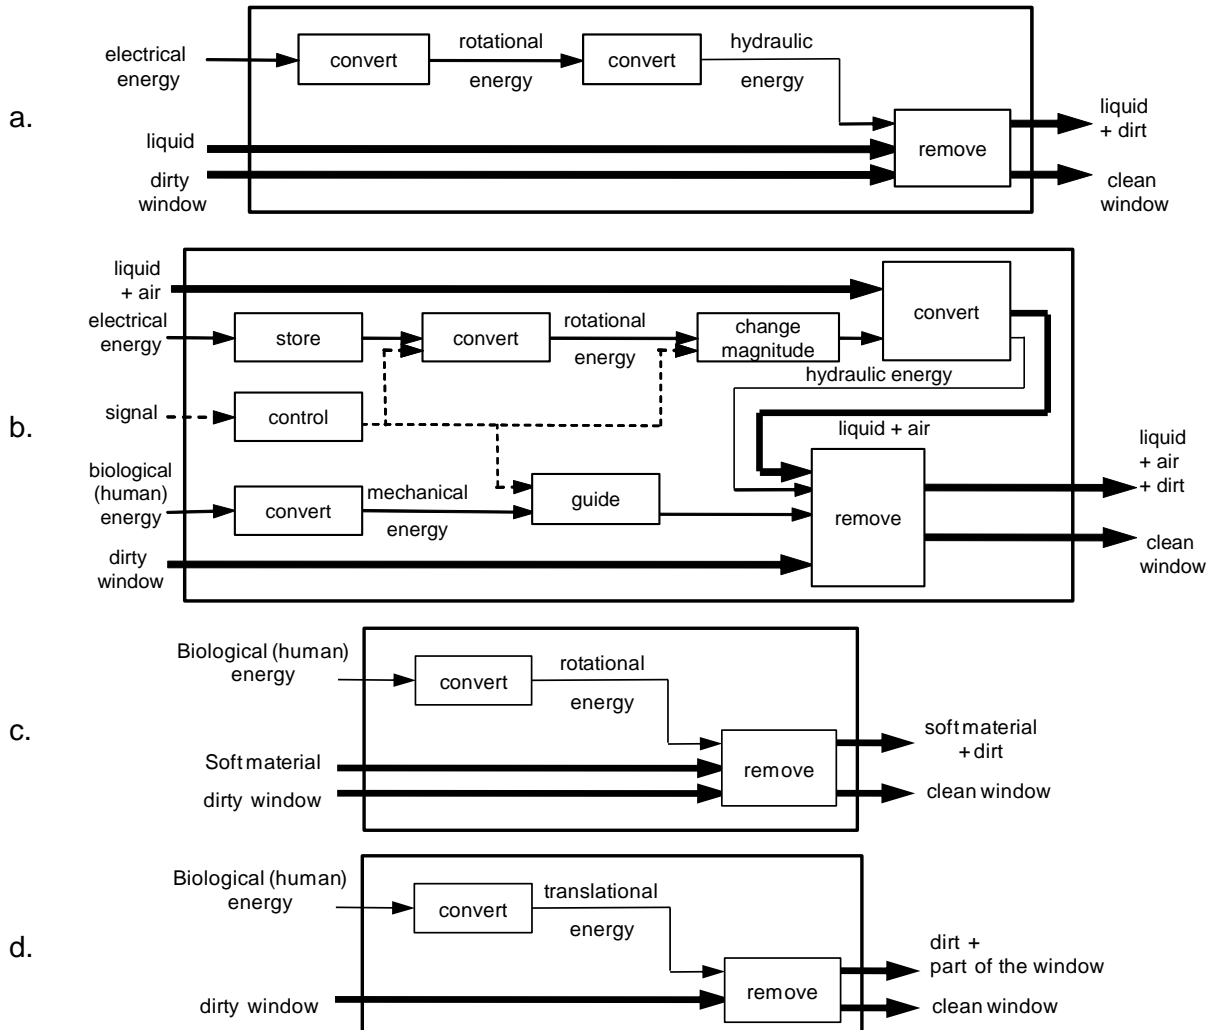 a.
electrical
energy
convert
rotational
energy
convert
hydraulic
energy
liquid
dirty
window
remove
liquid
+ dirt
clean
window
b.
liquid
+ air
electrical
energy
store
convert
rotational
energy
change
magnitude
convert
hydraulic energy
signal
control
liquid + air
biological
(human)
energy
convert
mechanical
energy
guide
remove
dirty
window
liquid
+ air
+ dirt
clean
window
c.
Biological (human)
energy
convert
rotational
energy
Soft material
dirty window
remove
soft material
+ dirt
clean window
d.
Biological (human)
energy
convert
translational
energy
dirty window
remove
dirt +
part of the window
clean window